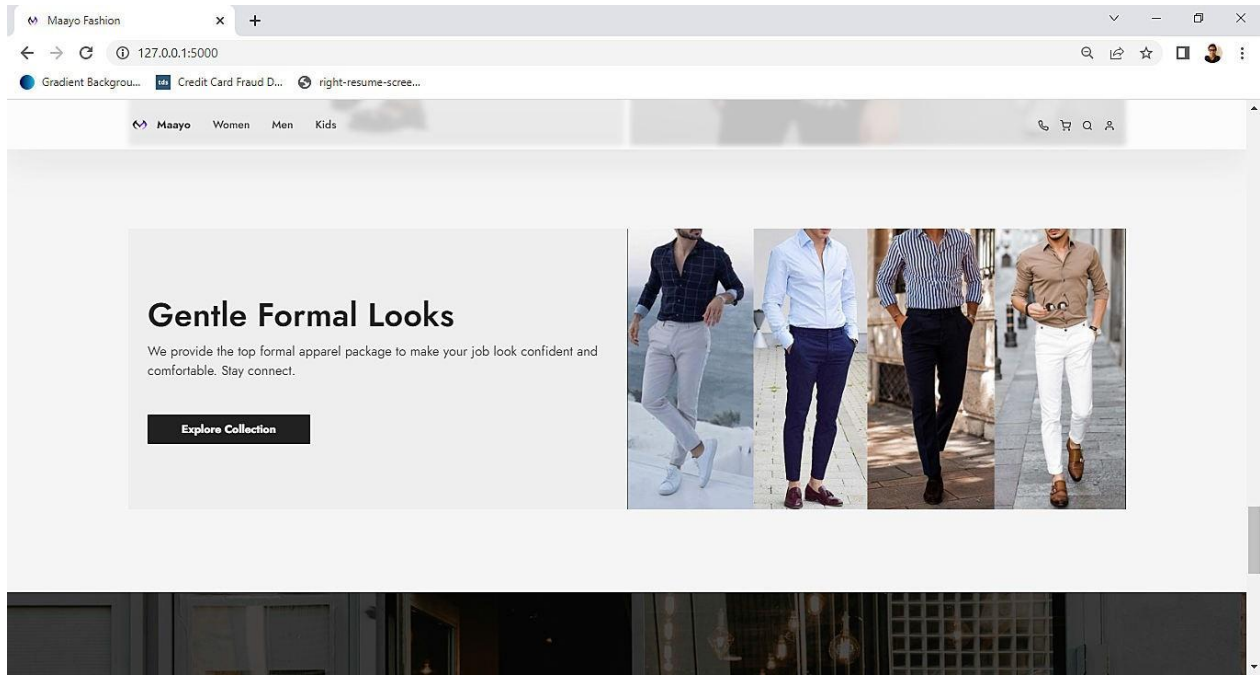 Maayo Fashion
127.0.0.1:5000
Gradient Backgrou...
tds Credit Card Fraud D...
right-resume-scree...
Maayo Women Men Kids
Gentle Formal Looks
We provide the top formal apparel package to make your job look confident and
comfortable. Stay connect.
Explore Collection